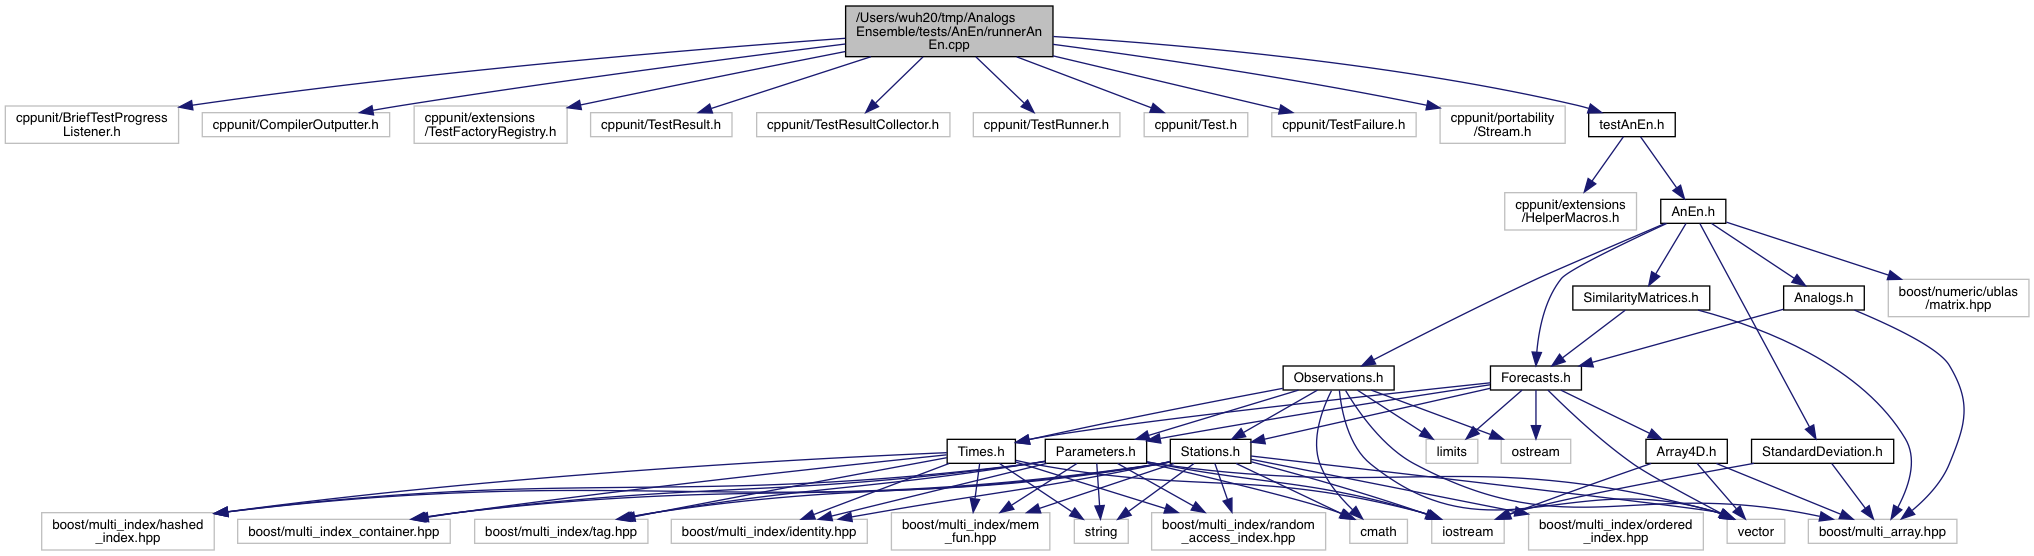 /Users/wuh20/tmp/Analogs
Ensemble/tests/AnEn/runnerAn
En.cpp
cppunit/BriefTestProgress
Listener.h
cppunit/CompilerOutputter.h
cppunit/extensions
/TestFactoryRegistry.h
cppunit/TestResult.h
cppunit/TestResultCollector.h
cppunit/TestRunner.h
cppunit/Test.h
cppunit/TestFailure.h
cppunit/portability
/Stream.h
testAnEn.h
cppunit/extensions
/HelperMacros.h
AnEn.h
SimilarityMatrices.h
Analogs.h
boost/numeric/ublas
/matrix.hpp
Observations.h
Forecasts.h
Times.h
Parameters.h
Stations.h
limits
ostream
Array4D.h
StandardDeviation.h
boost/multi_index/hashed
_index.hpp
boost/multi_index_container.hpp
boost/multi_index/tag.hpp
boost/multi_index/identity.hpp
boost/multi_index/mem
_fun.hpp
string
boost/multi_index/random
_access_index.hpp
cmath
iostream
boost/multi_index/ordered
_index.hpp
vector
boost/multi_array.hpp